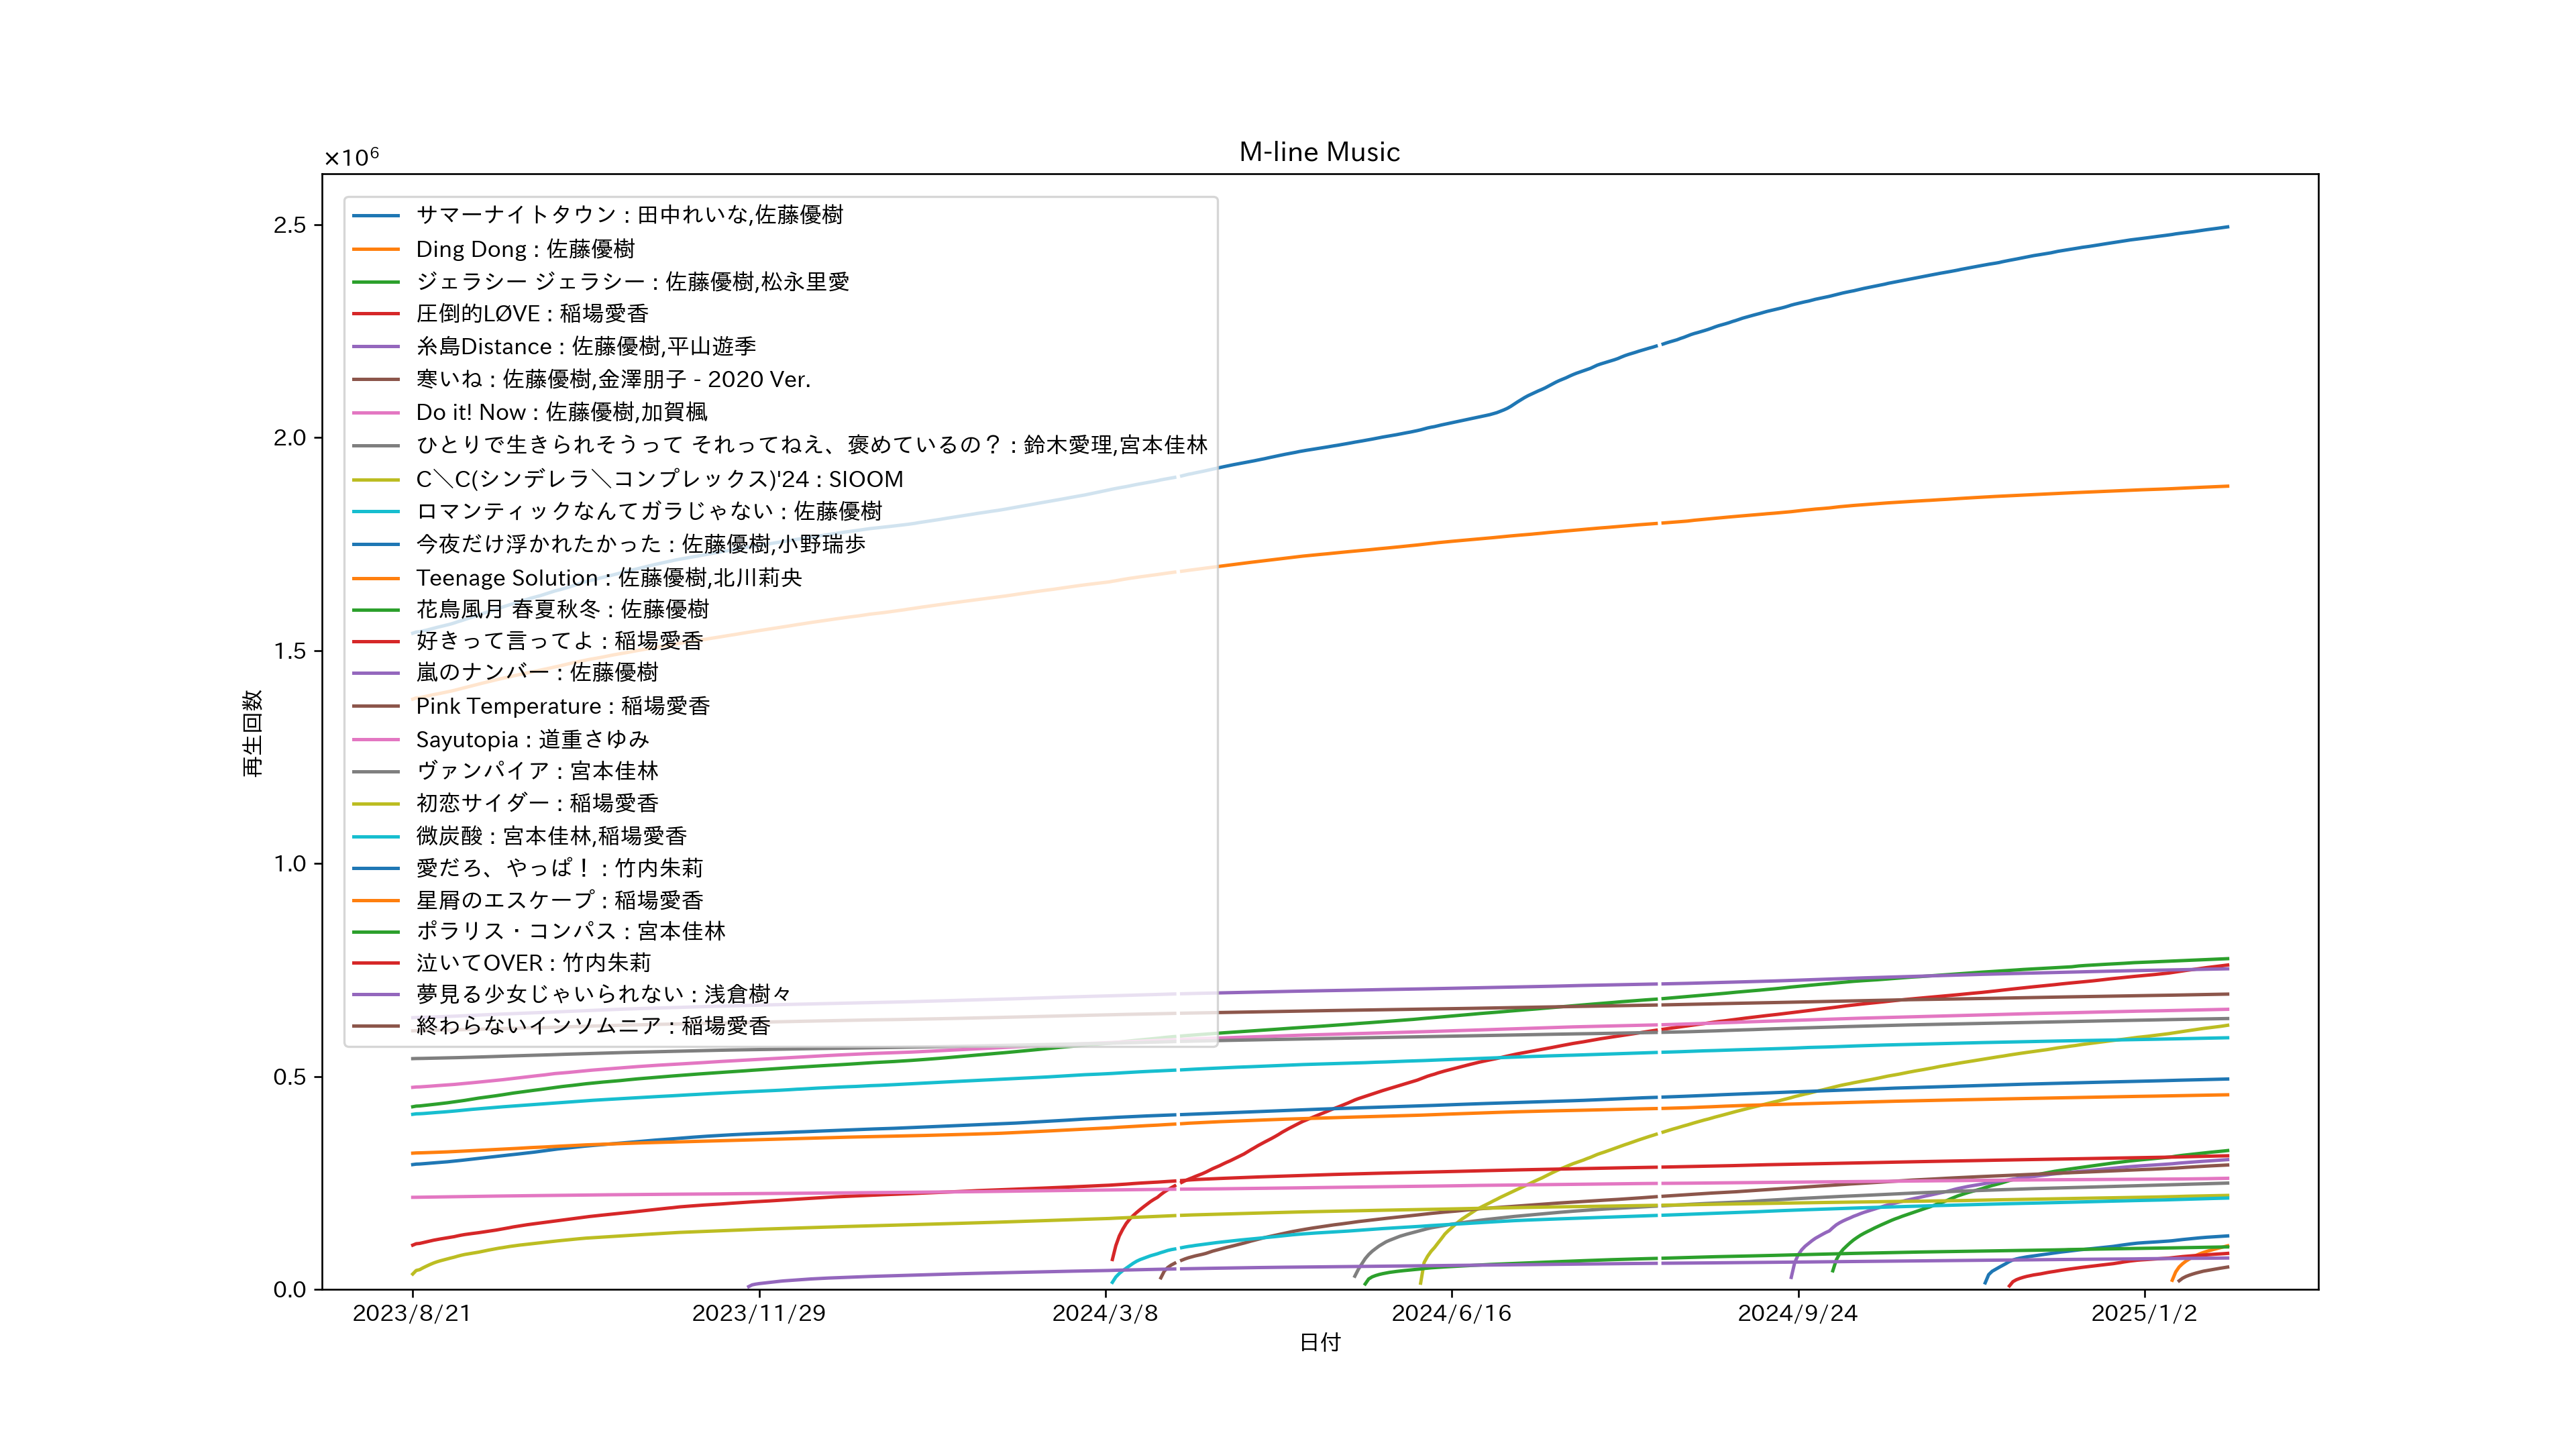 M-line Music
×10⁶
2.5
2.0
1.5
1.0
0.5
0.0
再生回数
サマーナイトタウン : 田中れいな,佐藤優樹
Ding Dong : 佐藤優樹
ジェラシー ジェラシー : 佐藤優樹,松永里愛
圧倒的LØVE : 稲場愛香
糸島Distance : 佐藤優樹,平山遊季
寒いね : 佐藤優樹,金澤朋子 - 2020 Ver.
Do it! Now : 佐藤優樹,加賀楓
ひとりで生きられそうって それってねえ、褒めているの？ : 鈴木愛理,宮本佳林
C＼C(シンデレラ＼コンプレックス)'24 : SIOOM
ロマンティックなんてガラじゃない : 佐藤優樹
今夜だけ浮かれたかった : 佐藤優樹,小野瑞歩
Teenage Solution : 佐藤優樹,北川莉央
花鳥風月 春夏秋冬 : 佐藤優樹
好きって言ってよ : 稲場愛香
嵐のナンバー : 佐藤優樹
Pink Temperature : 稲場愛香
Sayutopia : 道重さゆみ
ヴァンパイア : 宮本佳林
初恋サイダー : 稲場愛香
微炭酸 : 宮本佳林,稲場愛香
愛だろ、やっぱ！ : 竹内朱莉
星屑のエスケープ : 稲場愛香
ポラリス・コンパス : 宮本佳林
泣いてOVER : 竹内朱莉
夢見る少女じゃいられない : 浅倉樹々
終わらないインソムニア : 稲場愛香
2023/8/21
2023/11/29
2024/3/8
2024/6/16
2024/9/24
2025/1/2
日付